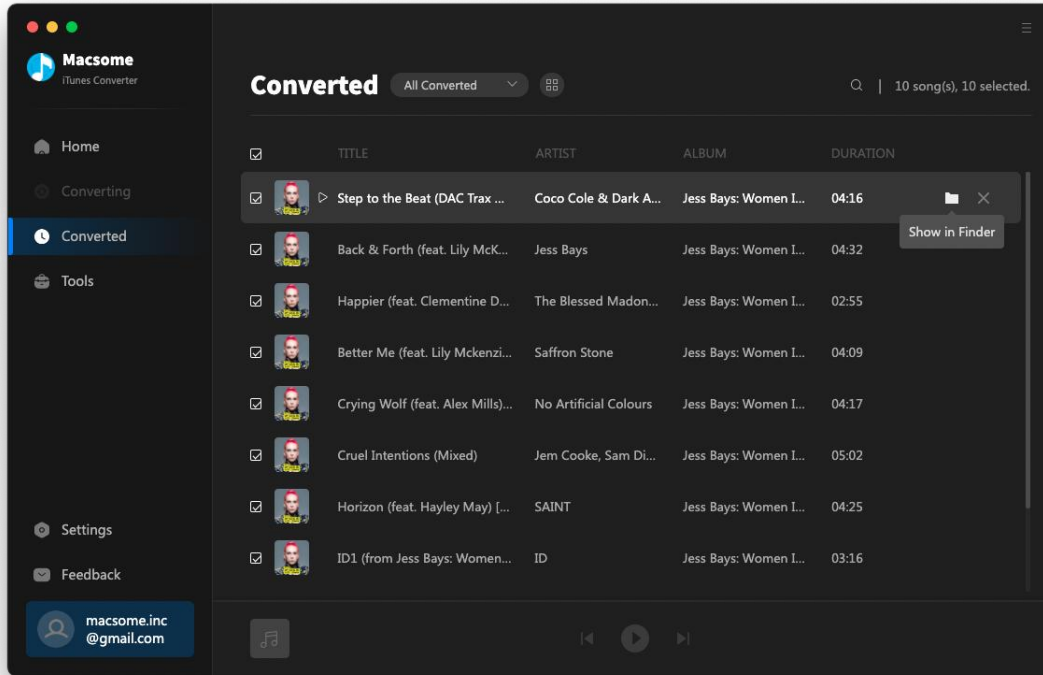 Macsome
iTunes Converter
Home
Converting
Converted
Tools
Settings
Feedback
macsome.inc
@gmail.com
Converted
All Converted
| 10 song(s), 10 selected.
TITLE ARTIST ALBUM DURATION
Step to the Beat (DAC Trax ... Coco Cole & Dark A... Jess Bays: Women I... 04:16
Show in Finder
Back & Forth (feat. Lily McK... Jess Bays Jess Bays: Women I... 04:32
Happier (feat. Clementine D... The Blessed Madon... Jess Bays: Women I... 02:55
Better Me (feat. Lily Mckenzi... Saffron Stone Jess Bays: Women I... 04:09
Crying Wolf (feat. Alex Mills)... No Artificial Colours Jess Bays: Women I... 04:17
Cruel Intentions (Mixed) Jem Cooke, Sam Di... Jess Bays: Women I... 05:02
Horizon (feat. Hayley May) [... SAINT Jess Bays: Women I... 04:25
ID1 (from Jess Bays: Women... ID Jess Bays: Women I... 03:16